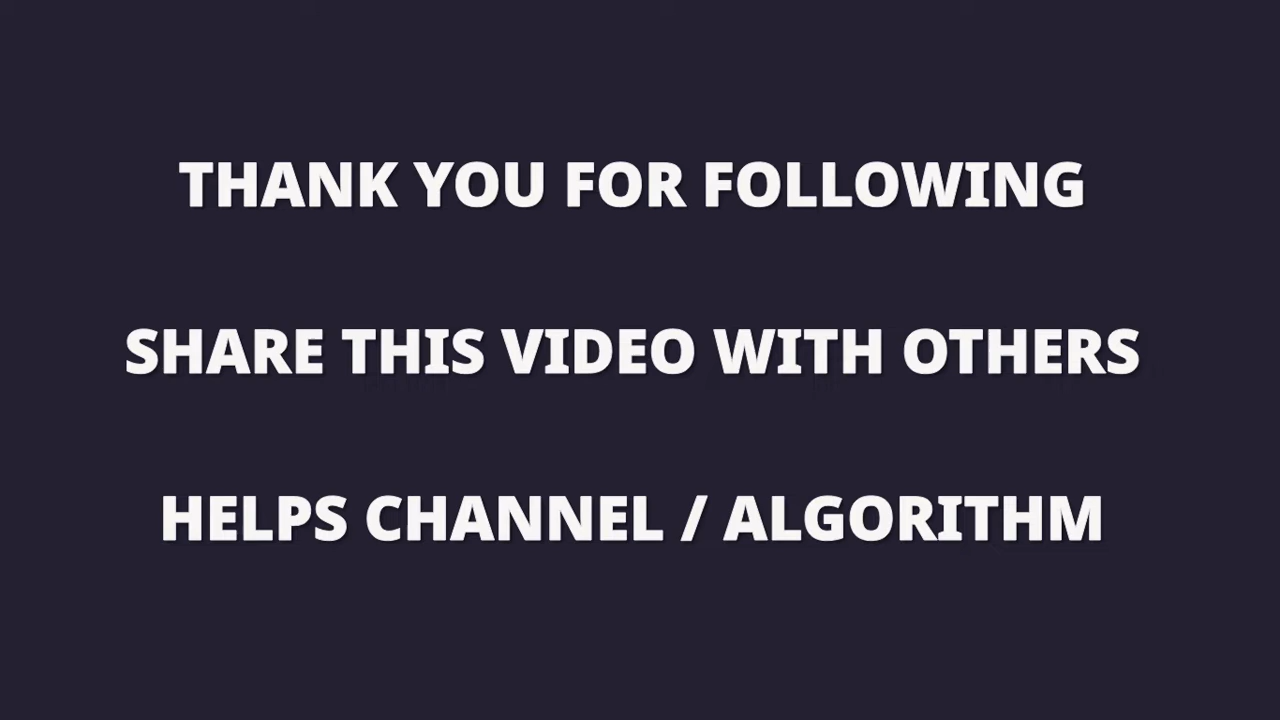 THANK YOU FOR FOLLOWING
SHARE THIS VIDEO WITH OTHERS
HELPS CHANNEL / ALGORITHM